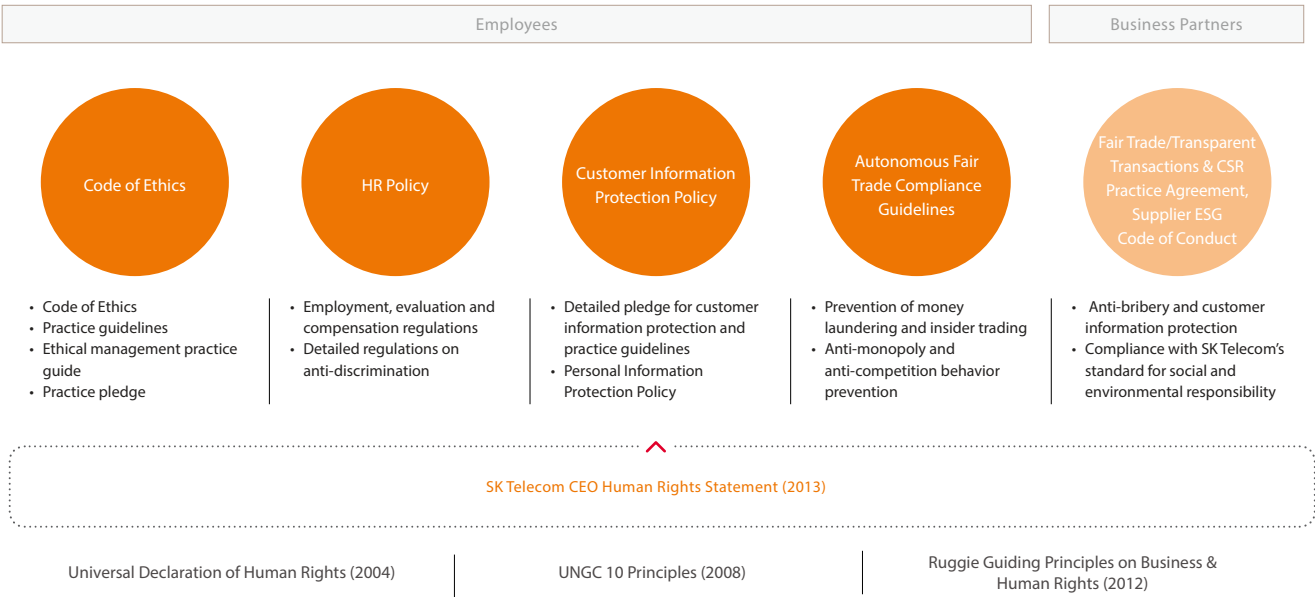 Employees
Business Partners
Code of Ethics
HR Policy
Customer Information
Protection Policy
Autonomous Fair
Trade Compliance
Guidelines
Fair Trade/Transparent
Transactions & CSR
Practice Agreement,
Supplier ESG
Code of Conduct
• Code of Ethics
• Practice guidelines
• Ethical management practice
guide
• Practice pledge
• Employment, evaluation and
compensation regulations
• Detailed regulations on
anti-discrimination
• Detailed pledge for customer
information protection and
practice guidelines
• Personal Information
Protection Policy
• Prevention of money
laundering and insider trading
• Anti-monopoly and
anti-competition behavior
prevention
• Anti-bribery and customer
information protection
• Compliance with SK Telecom's
standard for social and
environmental responsibility
SK Telecom CEO Human Rights Statement (2013)
Universal Declaration of Human Rights (2004)
UNGC 10 Principles (2008)
Ruggie Guiding Principles on Business &
Human Rights (2012)